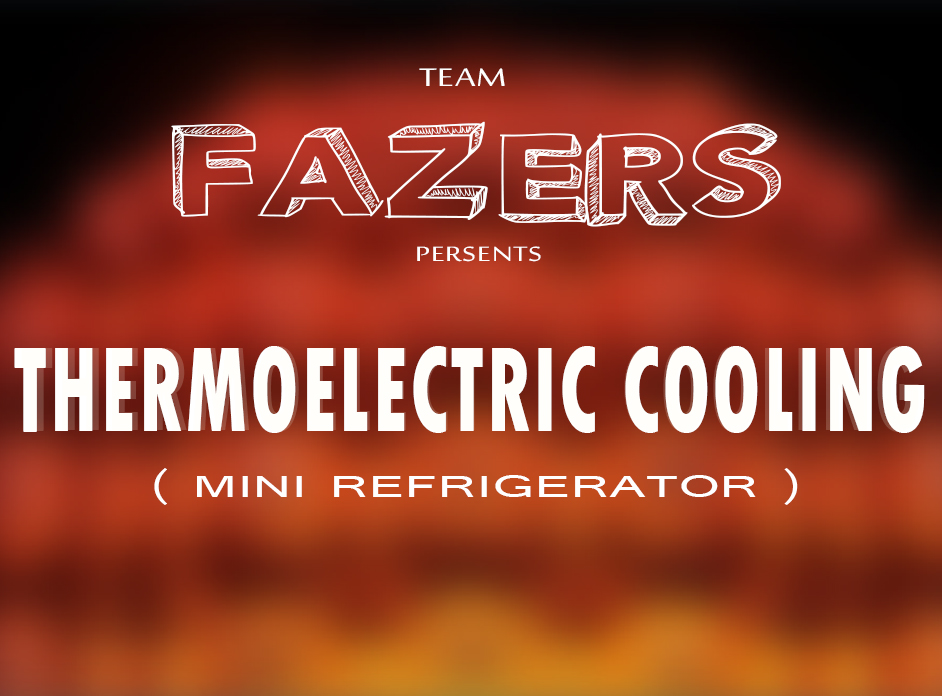 TEAM
FAZERS
PERSENTS
THERMOELECTRIC COOLING
( MINI REFRIGERATOR )